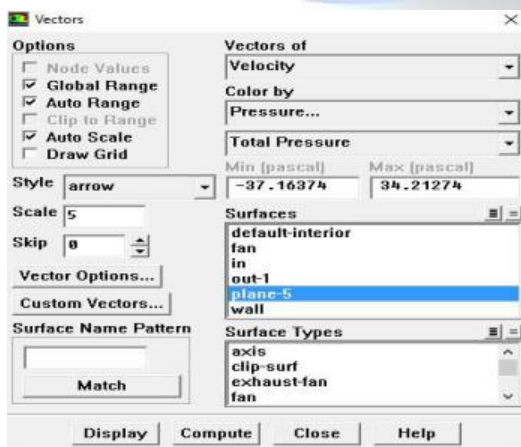 Vectors
Options
Node Values
Global Range
Auto Range
Clip to Range
Auto Scale
Draw Grid
Style arrow
Scale 5
Skip 0
Vector Options...
Custom Vectors...
Surface Name Pattern
Match
Vectors of
Velocity
Color by
Pressure...
Total Pressure
Min [pascal] Max [pascal]
-37.16374 34.21274
Surfaces
default-interior
fan
in
out-1
plane-5
wall
Surface Types
axis
clip-surf
exhaust-fan
fan
Display Compute Close Help